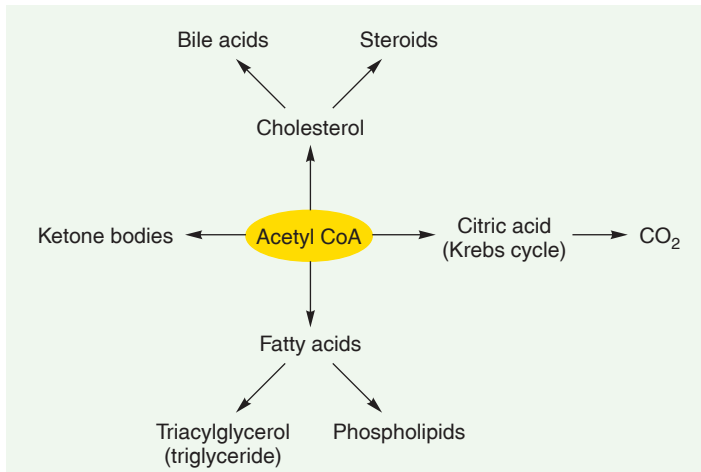 Bile acids
Steroids
Cholesterol
Ketone bodies
Acetyl CoA
Citric acid
(Krebs cycle)
CO₂
Fatty acids
Triacylglycerol
(triglyceride)
Phospholipids